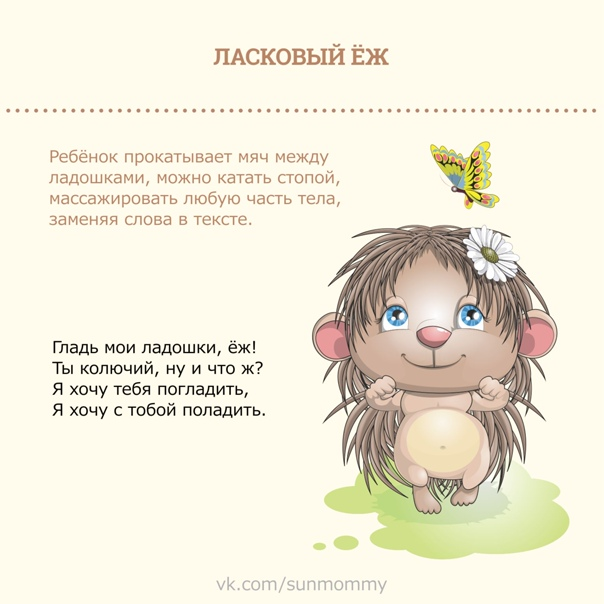 ЛАСКОВЫЙ ЁЖ
Ребёнок прокатывает мяч между
ладошками, можно катать стопой,
массажировать любую часть тела,
заменяя слова в тексте.
Гладь мои ладошки, ёж!
Ты колючий, ну и что ж?
Я хочу тебя погладить,
Я хочу с тобой поладить.
vk.com/sunmommy